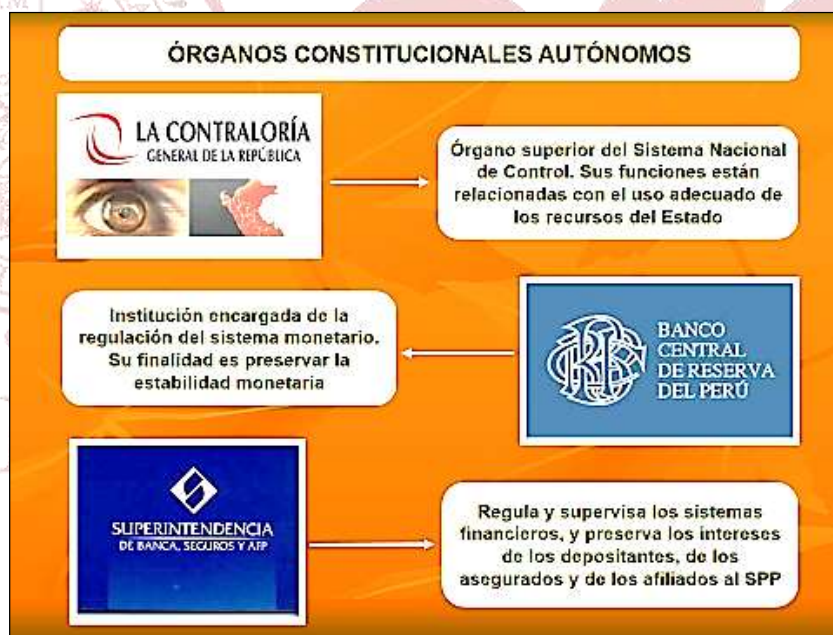 ÓRGANOS CONSTITUCIONALES AUTÓNOMOS
LA CONTRALORÍA
GENERAL DE LA REPÚBLICA
Órgano superior del Sistema Nacional
de Control. Sus funciones están
relacionadas con el uso adecuado de
los recursos del Estado
Institución encargada de la
regulación del sistema monetario.
Su finalidad es preservar la
estabilidad monetaria
BANCO
CENTRAL
DE RESERVA
DEL PERÚ
SUPERINTENDENCIA
DE BANCA, SEGUROS Y AFP
Regula y supervisa los sistemas
financieros, y preserva los intereses
de los depositantes, de los
asegurados y de los afiliados al SPP